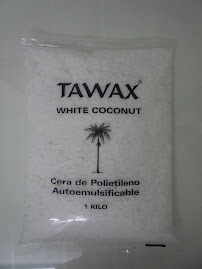 TAWAX®
WHITE COCONUT
Cera de Polietileno
Autoemulsificable
1 KILO